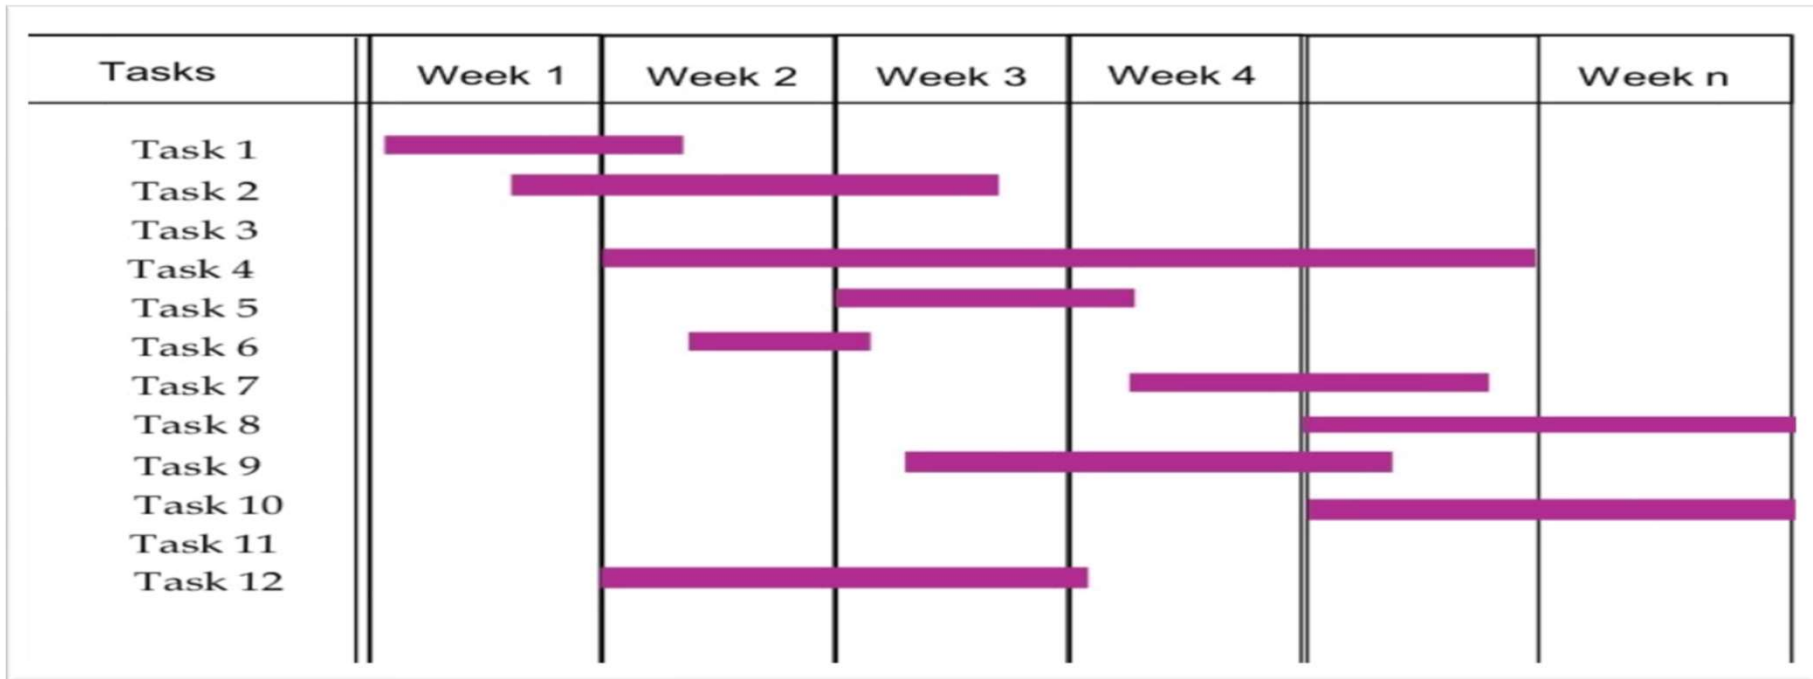 Tasks Week 1 Week 2 Week 3 Week 4 Week n
Task 1
Task 2
Task 3
Task 4
Task 5
Task 6
Task 7
Task 8
Task 9
Task 10
Task 11
Task 12